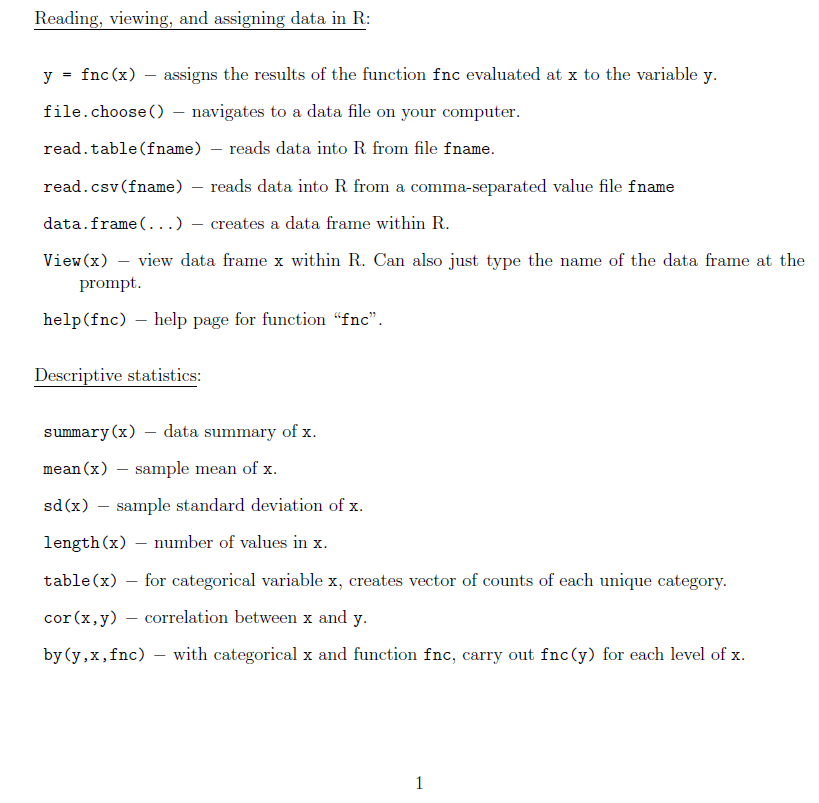 Reading, viewing, and assigning data in R:
y = fnc(x) – assigns the results of the function fnc evaluated at x to the variable y.
file.choose() – navigates to a data file on your computer.
read.table(fname) – reads data into R from file fname.
read.csv(fname) – reads data into R from a comma-separated value file fname
data.frame(...) – creates a data frame within R.
View(x) – view data frame x within R. Can also just type the name of the data frame at the
prompt.
help(fnc) – help page for function “fnc”.
Descriptive statistics:
summary(x) – data summary of x.
mean(x) – sample mean of x.
sd(x) – sample standard deviation of x.
length(x) – number of values in x.
table(x) – for categorical variable x, creates vector of counts of each unique category.
cor(x,y) – correlation between x and y.
by(y,x,fnc) – with categorical x and function fnc, carry out fnc(y) for each level of x.
1